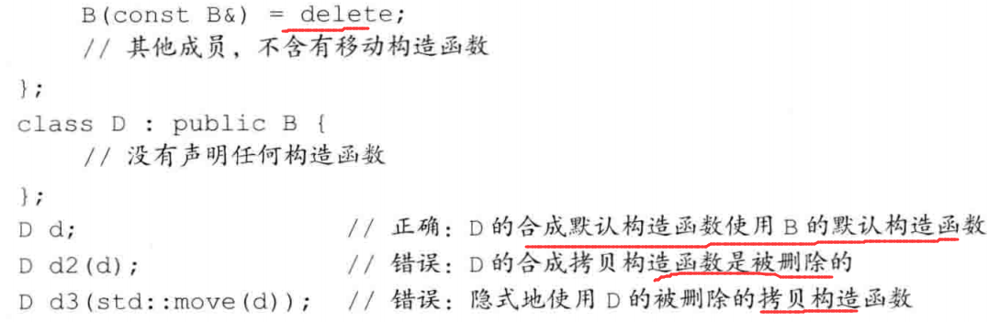 B(const B&) = delete;
// 其他成员，不含有移动构造函数
};
class D : public B {
// 没有声明任何构造函数
};
D d; // 正确：D的合成默认构造函数使用B的默认构造函数
D d2(d); // 错误：D的合成拷贝构造函数是被删除的
D d3(std::move(d)); // 错误：隐式地使用D的被删除的拷贝构造函数